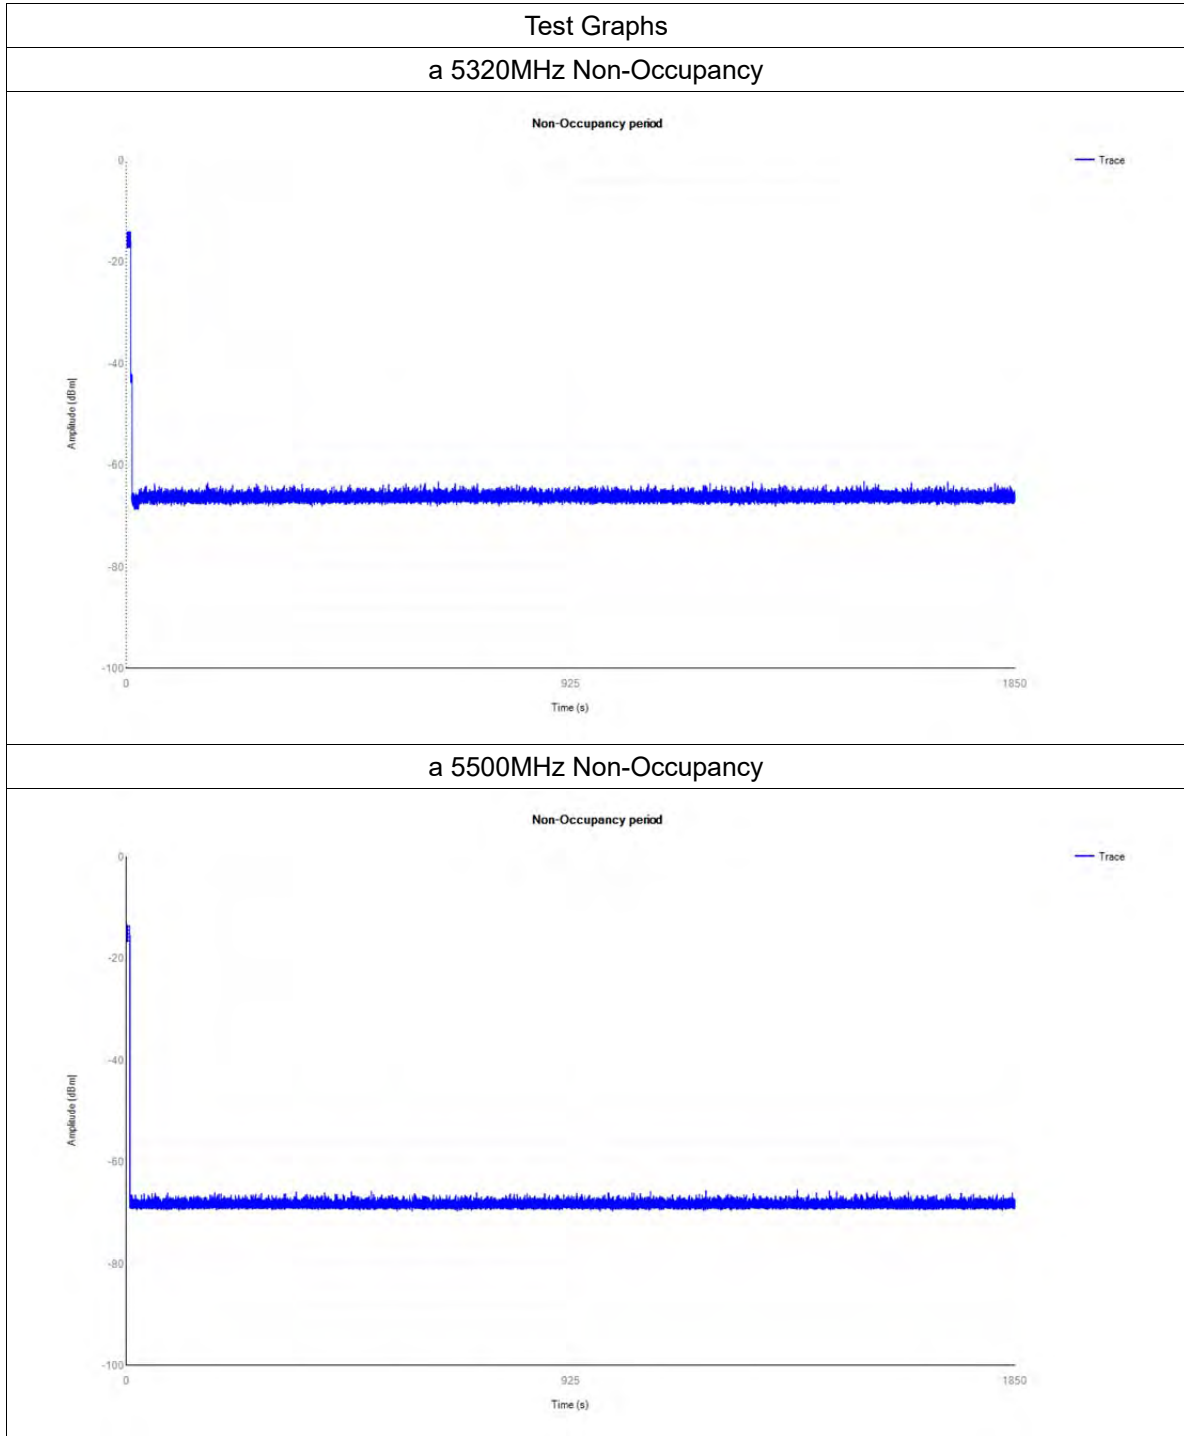 Test Graphs
a 5320MHz Non-Occupancy
Non-Occupancy period
Trace
0
-20
-40
-60
-80
-100
Amplitude [dBm]
0 925 1850
Time (s)
a 5500MHz Non-Occupancy
Non-Occupancy period
Trace
0
-20
-40
-60
-80
-100
Amplitude [dBm]
0 925 1850
Time (s)